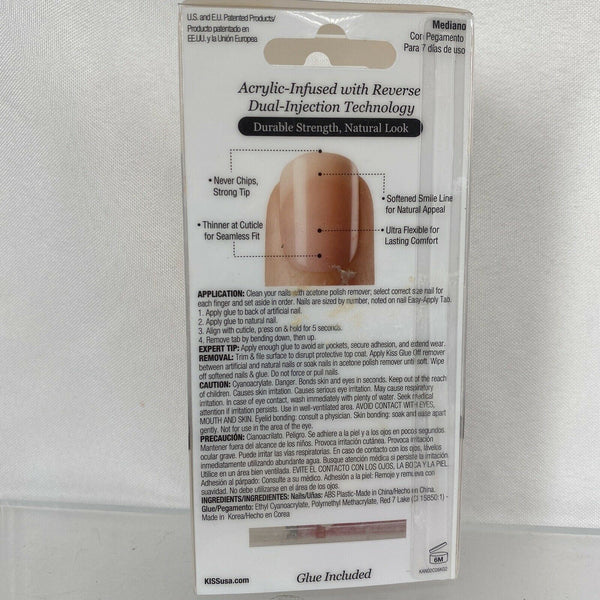 U.S. and E.U. Patented Products/
Producto patentado en
EE.UU. y la Unión Europea
Mediano
Con Pegamento
Para 7 días de uso
Acrylic-Infused with Reverse
Dual-Injection Technology
Durable Strength, Natural Look
• Never Chips,
Strong Tip
• Softened Smile Line
for Natural Appeal
• Thinner at Cuticle
for Seamless Fit
• Ultra Flexible for
Lasting Comfort
APPLICATION: Clean your nails with acetone polish remover; select correct size nail for
each finger and set aside in order. Nails are sized by number, noted on nail Easy-Apply Tab.
1. Apply glue to back of artificial nail.
2. Apply glue to natural nail.
3. Align with cuticle, press on & hold for 5 seconds.
4. Remove tab by bending down, then up.
EXPERT TIP: Apply enough glue to avoid air pockets, secure adhesion, and extend wear.
REMOVAL: Trim & file surface to disrupt protective top coat. Apply Kiss Glue Off remover
between artificial and natural nails or soak nails in acetone polish remover until soft. Wipe
off softened nails & glue. Do not force or pull nails.
CAUTION: Cyanoacrylate. Danger. Bonds skin and eyes in seconds. Keep out of the reach
of children. Causes skin irritation. Causes serious eye irritation. May cause respiratory
irritation. In case of eye contact, wash immediately with plenty of water. Seek medical
attention if irritation persists. Use in well-ventilated area. AVOID CONTACT WITH EYES,
MOUTH AND SKIN. Eyelid bonding: consult a physician. Skin bonding: soak and ease apart
gently. Not for use in the area of the eye.
PRECAUCIÓN: Cianoacrilato. Peligro. Se adhiere a la piel y a los ojos en pocos segundos.
Mantener fuera del alcance de los niños. Provoca irritación cutánea. Provoca irritación
ocular grave. Puede irritar las vías respiratorias. En caso de contacto con los ojos, lávelos
inmediatamente utilizando abundante agua. Busque atención médica si persiste la irritación.
Utilice en un área bien ventilada. EVITE EL CONTACTO CON LOS OJOS, LA BOCA Y LA PIEL.
Adhesión al párpado: Consulte a su médico. Adhesión a la piel: Remoje y remueva con
suavidad. No debe utilizarse en el área de los ojos.
INGREDIENTS/INGREDIENTES: Nails/Uñas: ABS Plastic-Made in China/Hecho en China.
Glue/Pegamento: Ethyl Cyanoacrylate, Polymethyl Methacrylate, Red 7 Lake (CI 15850:1) -
Made in Korea/Hecho en Corea
KISSusa.com
Glue Included
6M